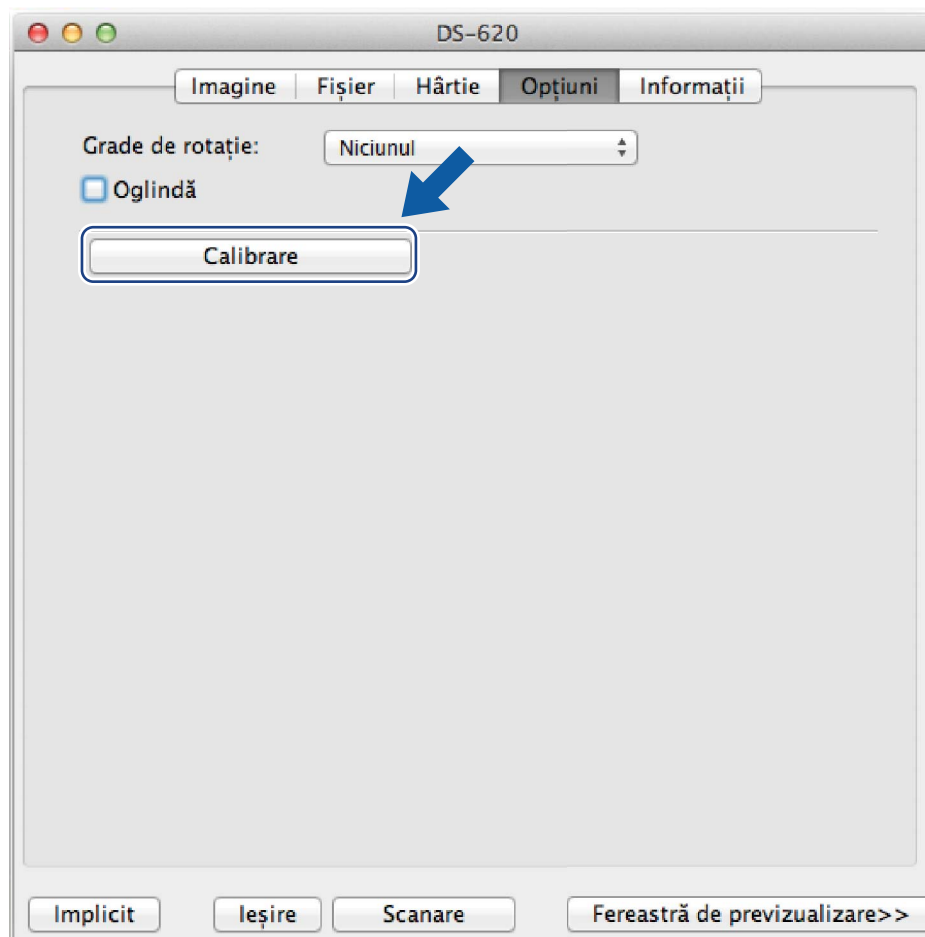 DS-620
Imagine Fișier Hârtie Opțiuni Informații
Grade de rotație: Niciunul
Oglindă
Calibrare
Implicit Ieșire Scanare Fereastră de previzualizare>>